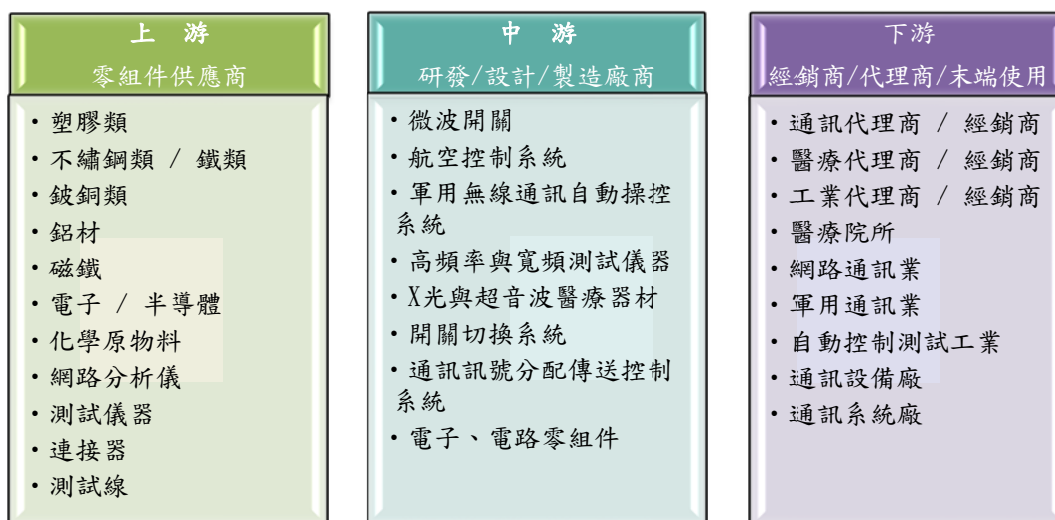 上 游
零組件供應商
・塑膠類
・不繡鋼類 / 鐵類
・鈹銅類
・鋁材
・磁鐵
・電子 / 半導體
・化學原物料
・網路分析儀
・測試儀器
・連接器
・測試線
中 游
研發/設計/製造廠商
・微波開關
・航空控制系統
・軍用無線通訊自動操控
系統
・高頻率與寬頻測試儀器
・X光與超音波醫療器材
・開關切換系統
・通訊訊號分配傳送控制
系統
・電子、電路零組件
下游
經銷商/代理商/末端使用
・通訊代理商 / 經銷商
・醫療代理商 / 經銷商
・工業代理商 / 經銷商
・醫療院所
・網路通訊業
・軍用通訊業
・自動控制測試工業
・通訊設備廠
・通訊系統廠